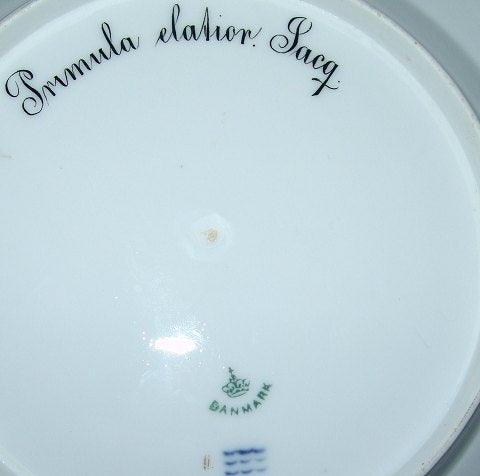 Primula elatior. Jacq.
DANMARK